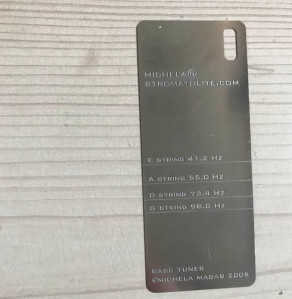 MICHELA@
STROMATOLITE.COM
E STRING 41.2 HZ
A STRING 55.0 HZ
D STRING 73.4 HZ
G STRING 98.0 HZ
BASS TUNER
©MICHELA MAGAS 2006